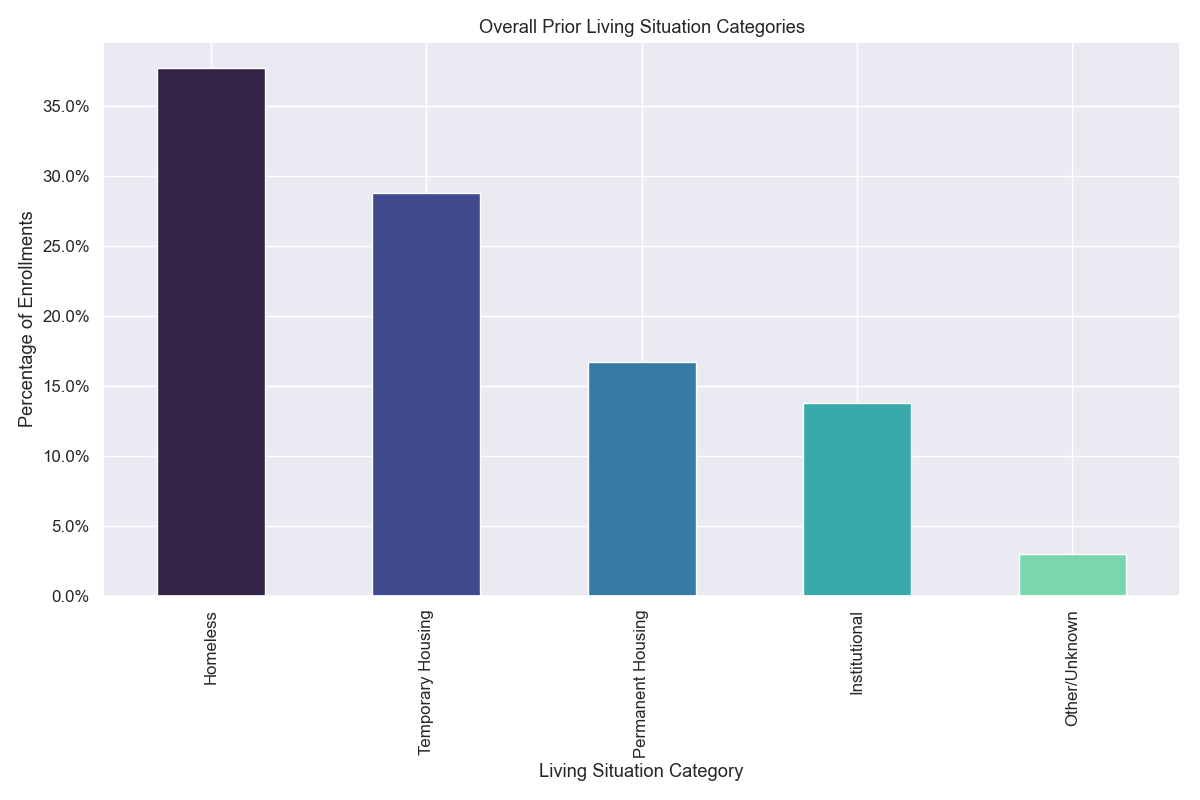 Overall Prior Living Situation Categories
Percentage of Enrollments
35.0%
30.0%
25.0%
20.0%
15.0%
10.0%
5.0%
0.0%
Homeless
Temporary Housing
Permanent Housing
Institutional
Other/Unknown
Living Situation Category